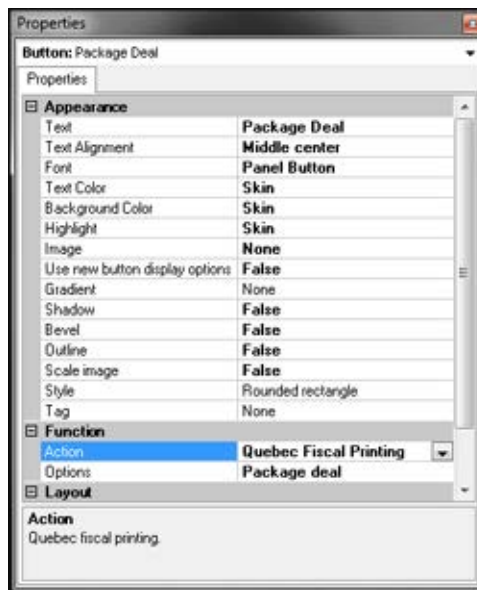 Properties
Button: Package Deal
Properties
Appearance
Text Package Deal
Text Alignment Middle center
Font Panel Button
Text Color Skin
Background Color Skin
Highlight Skin
Image None
Use new button display options False
Gradient None
Shadow False
Bevel False
Outline False
Scale image False
Style Rounded rectangle
Tag None
Function
Action Quebec Fiscal Printing
Options Package deal
Layout
Action
Quebec fiscal printing.